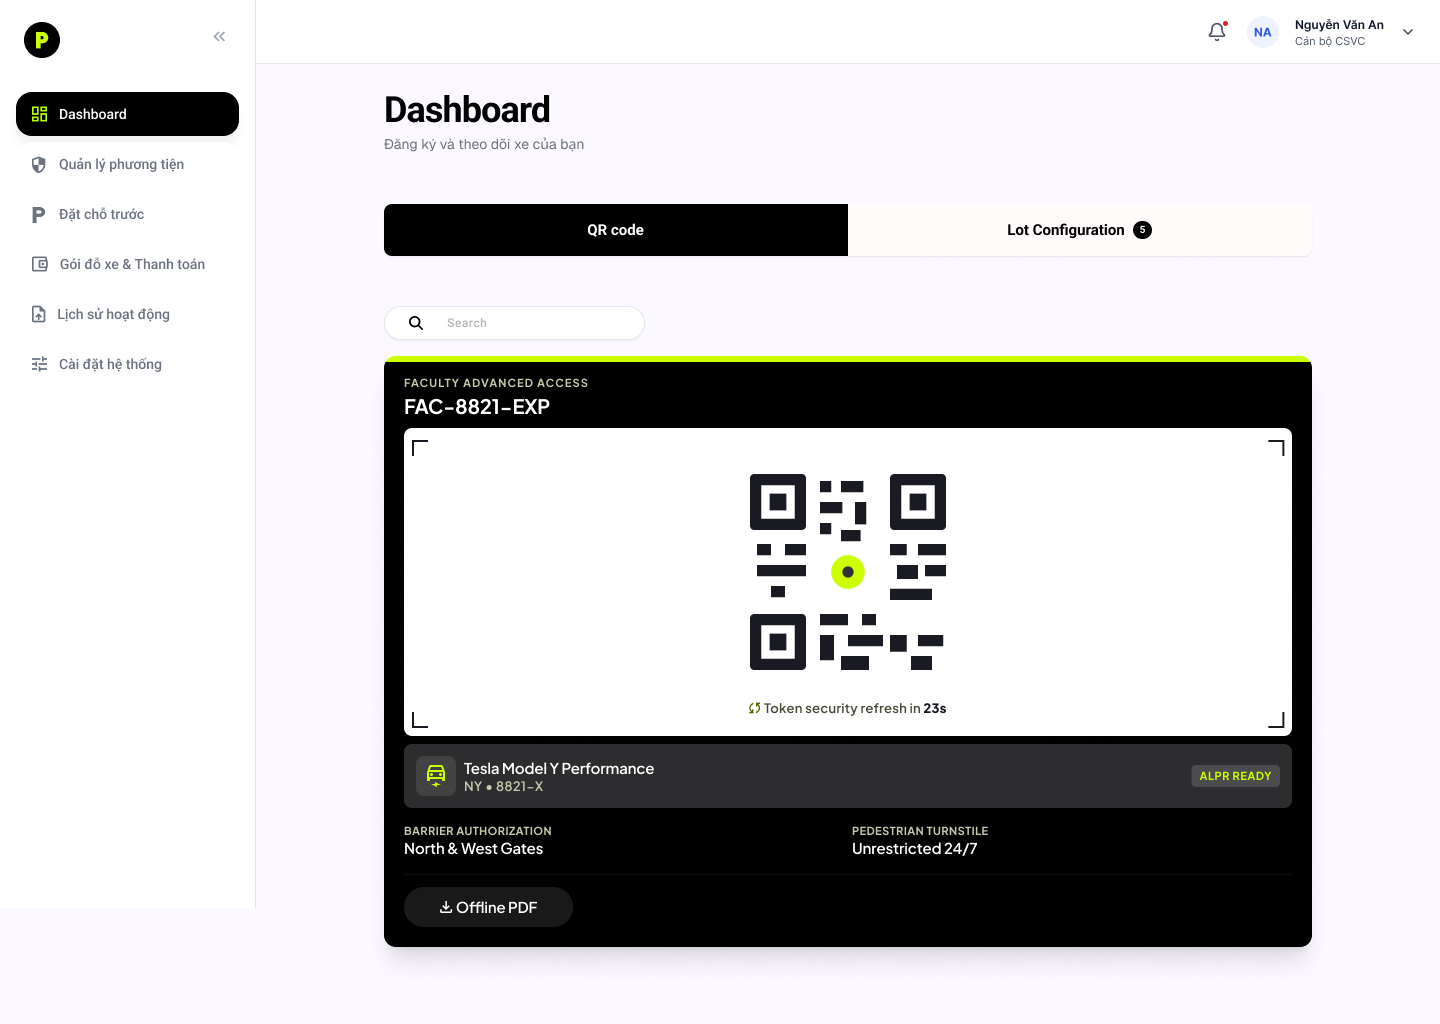 P
Dashboard
Quản lý phương tiện
Đặt chỗ trước
Gói đỗ xe & Thanh toán
Lịch sử hoạt động
Cài đặt hệ thống
NA
Nguyễn Văn An
Cán bộ CSVC
Dashboard
Đăng ký và theo dõi xe của bạn
QR code
Lot Configuration 5
Search
FACULTY ADVANCED ACCESS
FAC-8821-EXP
Token security refresh in 23s
Tesla Model Y Performance
NY • 8821-X
ALPR READY
BARRIER AUTHORIZATION
North & West Gates
PEDESTRIAN TURNSTILE
Unrestricted 24/7
Offline PDF